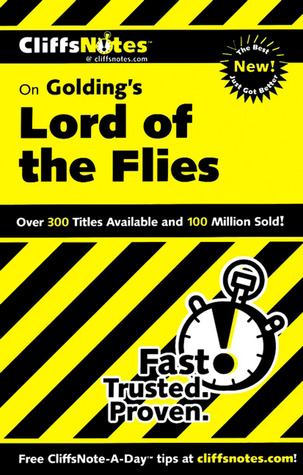 CliffsNotes™
@ cliffsnotes.com
The Best
New!
Just Got Better
On Golding's
Lord of
the Flies
Over 300 Titles Available and 100 Million Sold!
Fast.
Trusted.
Proven.
Free CliffsNote-A-Day™ tips at cliffsnotes.com!